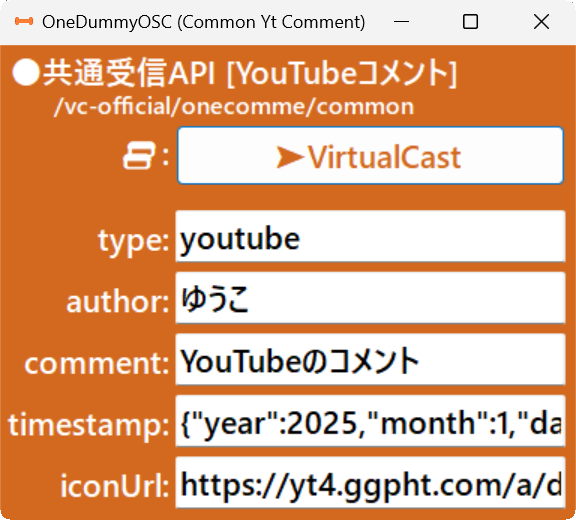 OneDummyOSC (Common Yt Comment)
●共通受信API [YouTubeコメント]
/vc-official/onecomme/common
: ➤VirtualCast
type: youtube
author: ゆうこ
comment: YouTubeのコメント
timestamp: {"year":2025,"month":1,"da
iconUrl: https://yt4.ggpht.com/a/d